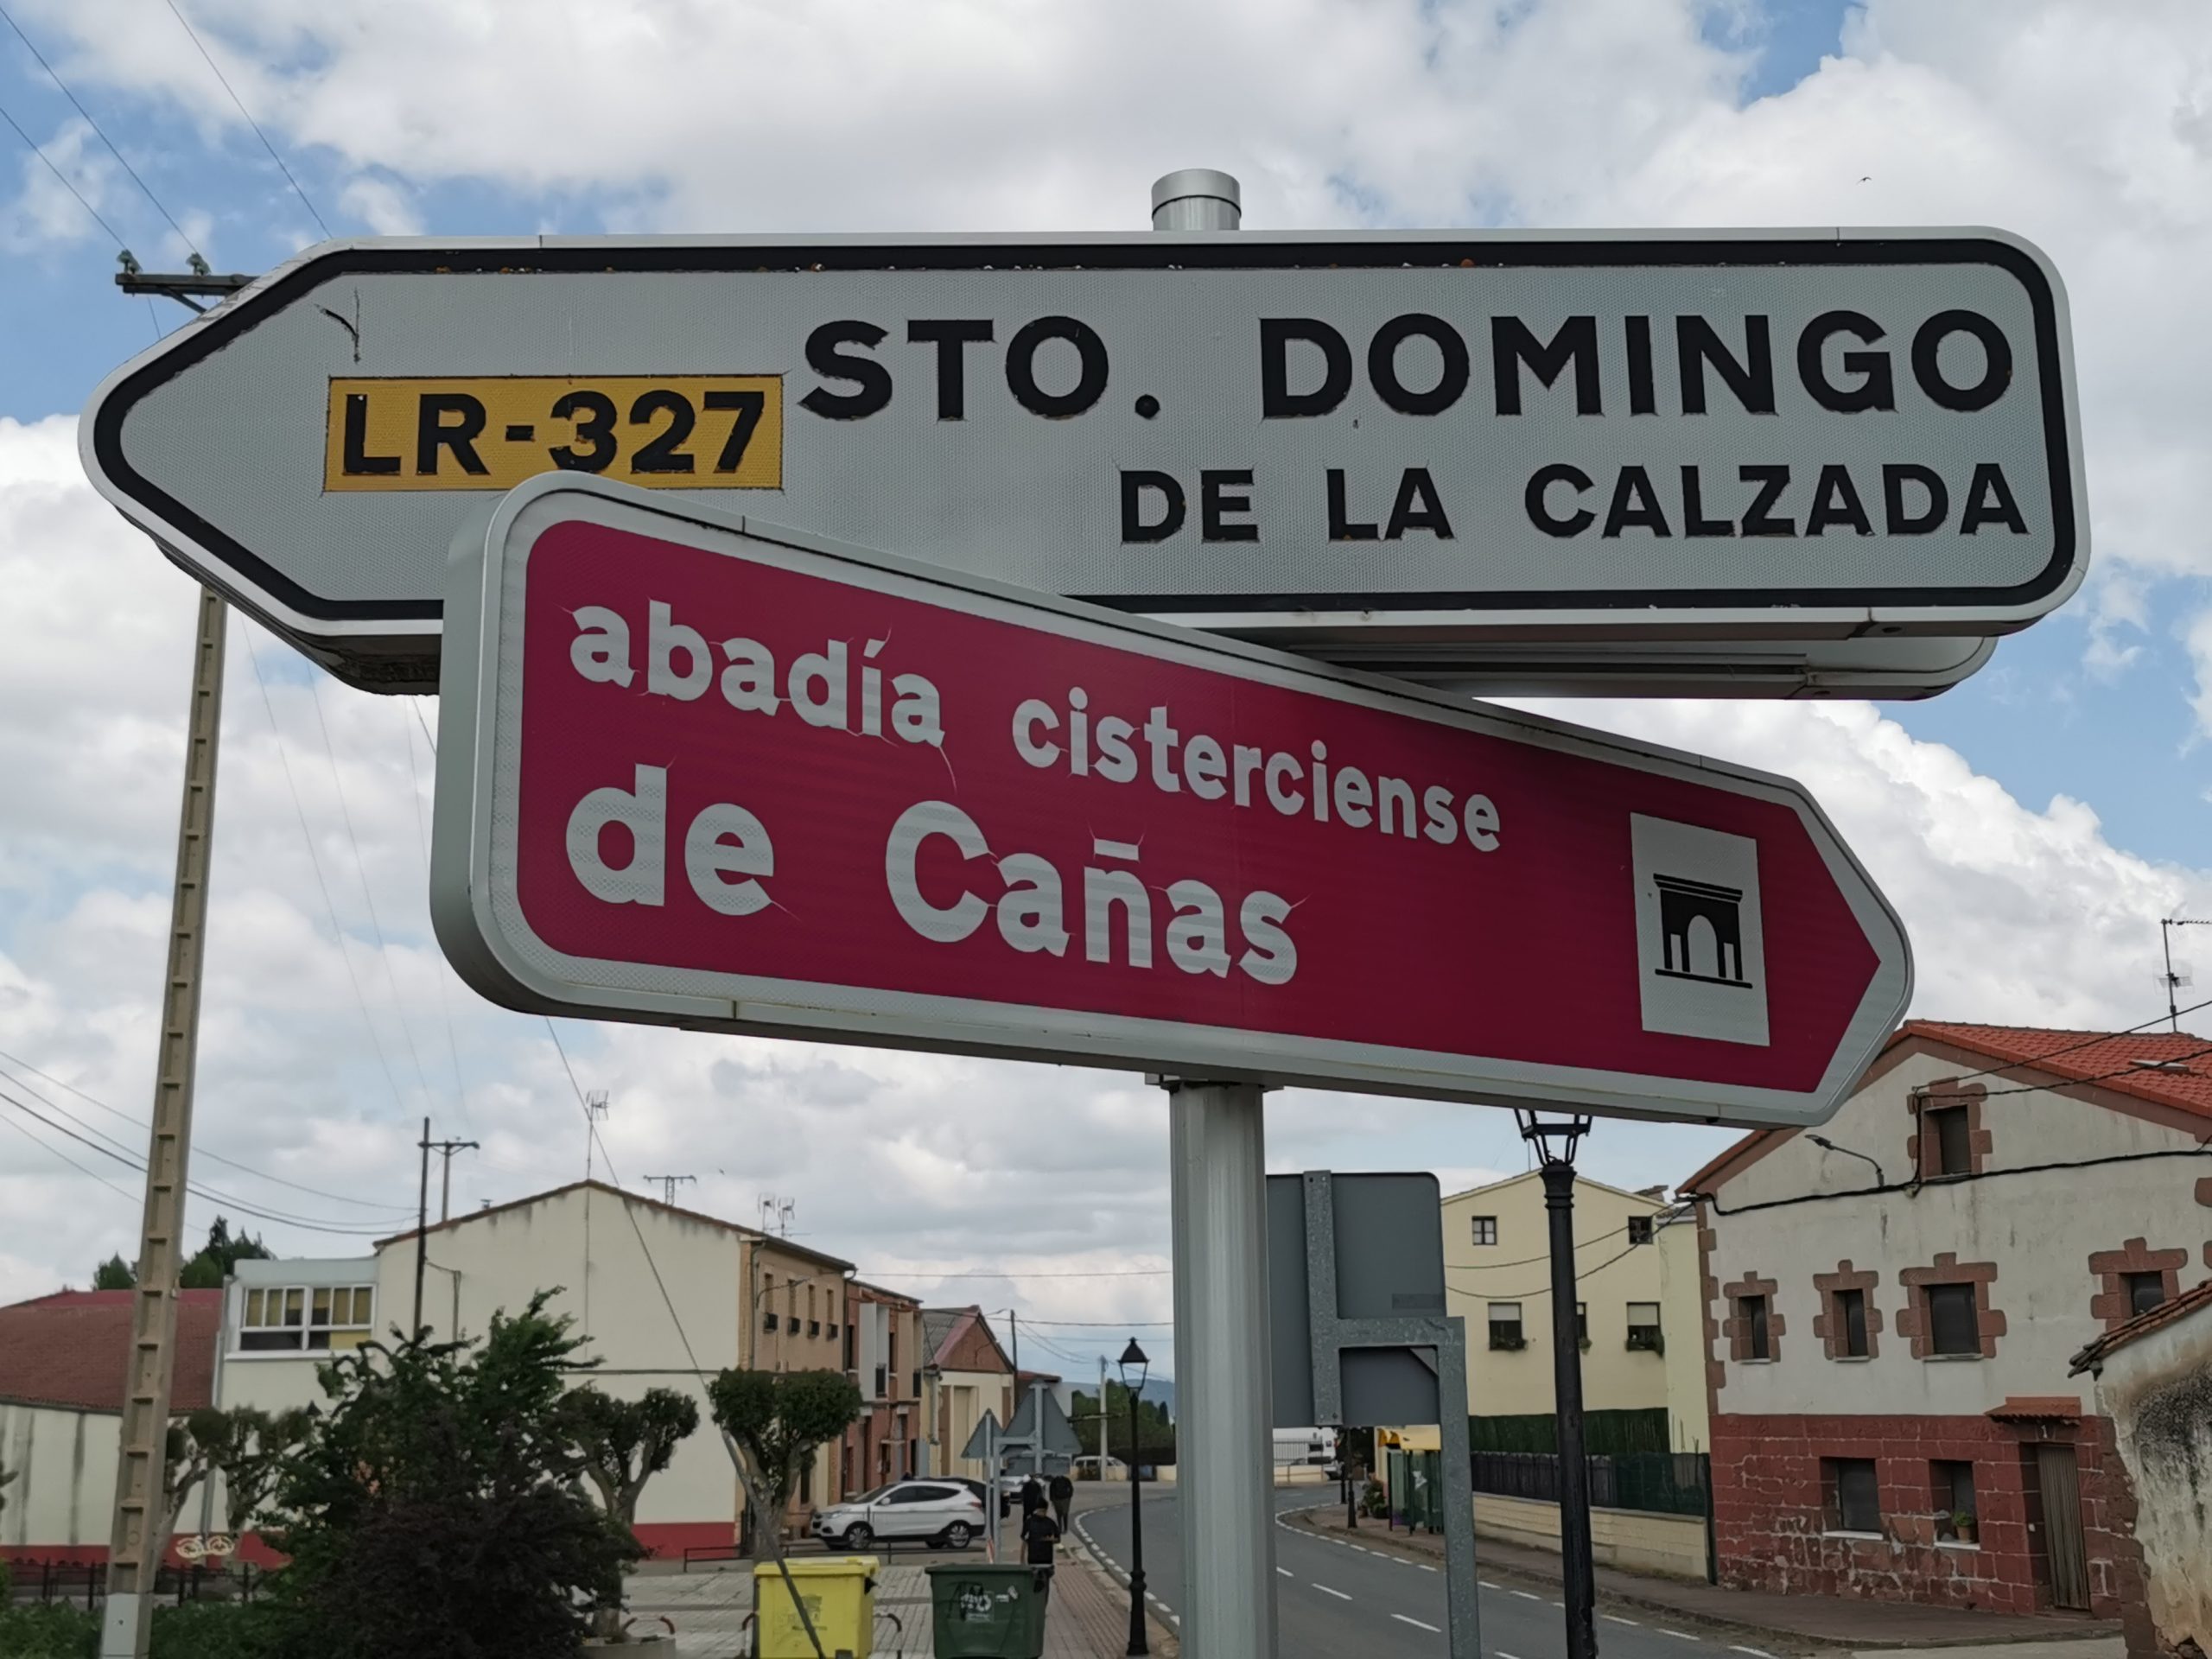 STO. DOMINGO
LR-327
DE LA CALZADA
abadía cisterciense
de Cañas